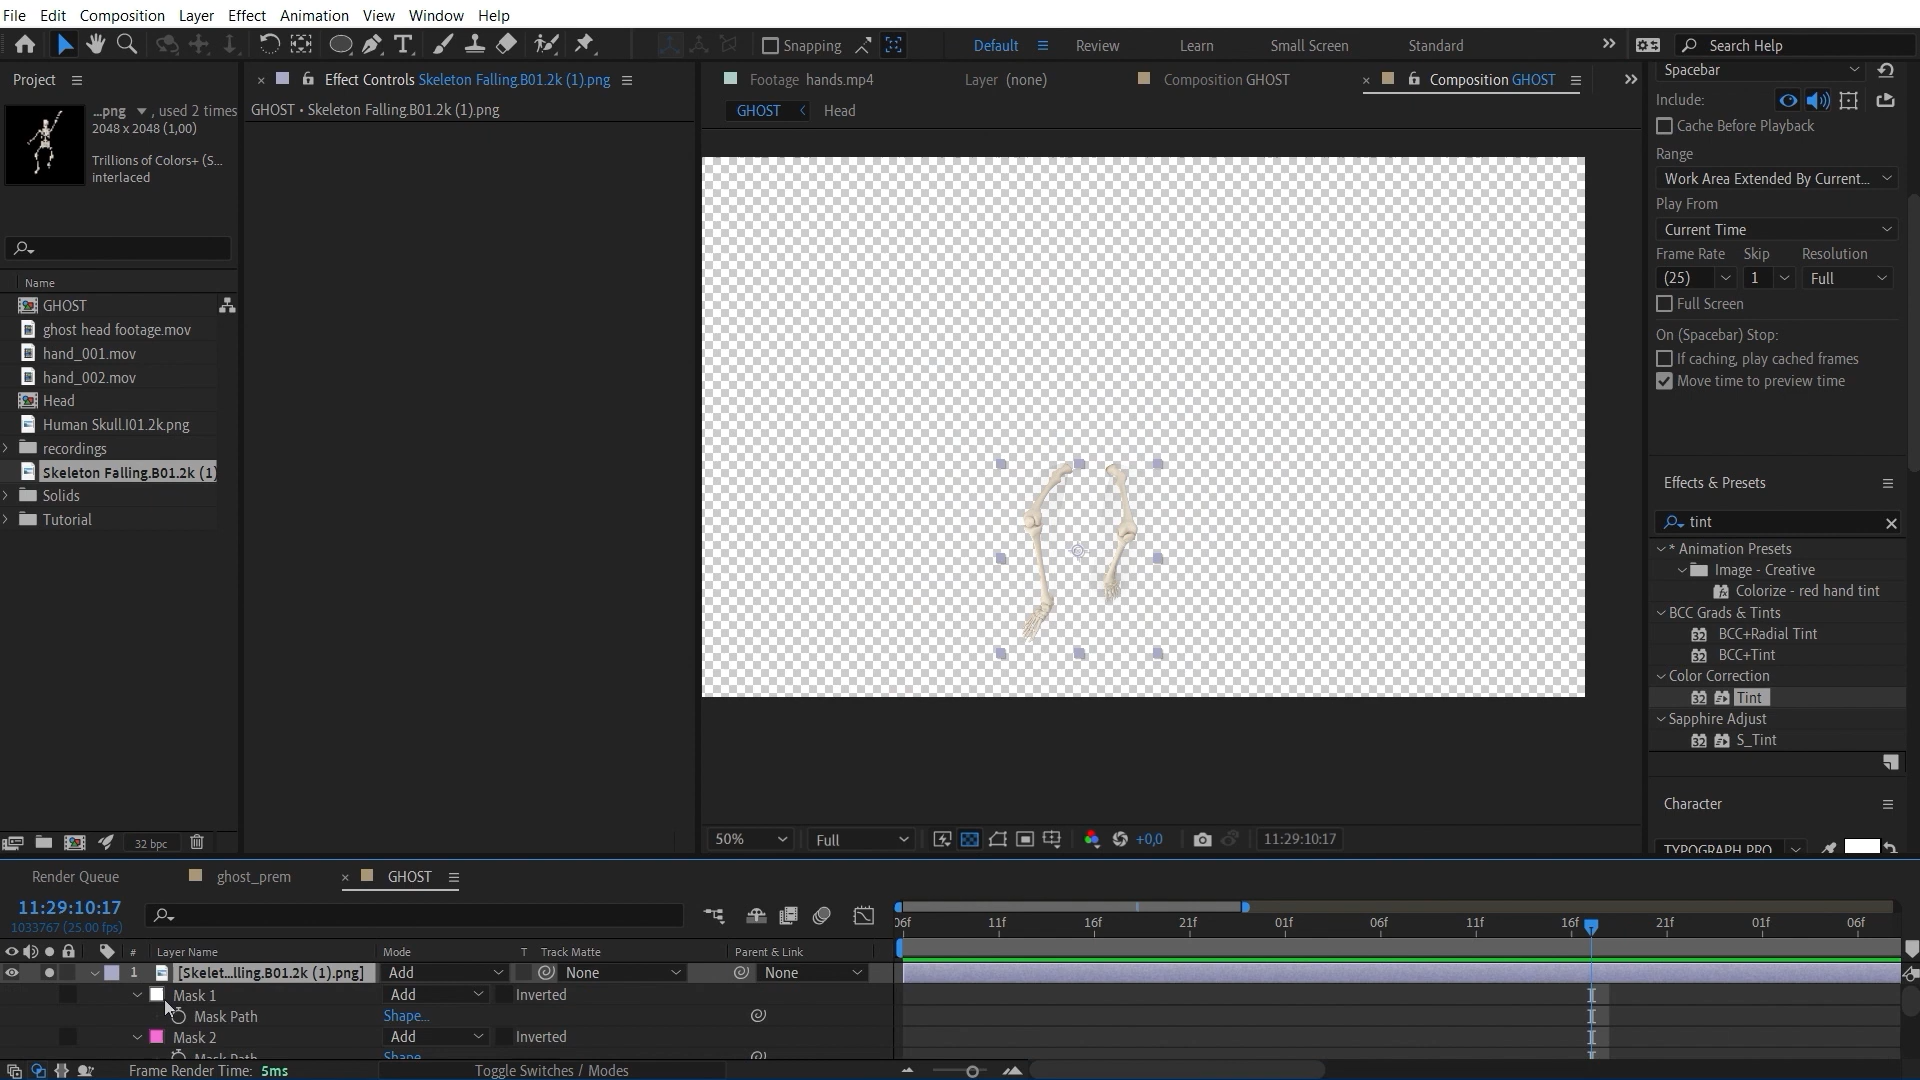 File Edit Composition Layer Effect Animation View Window Help
Snapping Default Review Learn Small Screen Standard Search Help
Project
...png , used 2 times
2048 x 2048 (1,00)
Trillions of Colors+ (S...
interlaced
Name
GHOST
ghost head footage.mov
hand_001.mov
hand_002.mov
Head
Human Skull.I01.2k.png
recordings
Skeleton Falling.B01.2k (1)
Solids
Tutorial
32 bpc
Effect Controls Skeleton Falling.B01.2k (1).png
GHOST • Skeleton Falling.B01.2k (1).png
Footage hands.mp4 Layer (none) Composition GHOST Composition GHOST
GHOST Head
50% Full +0,0 11:29:10:17
Spacebar
Include:
Cache Before Playback
Range
Work Area Extended By Current...
Play From
Current Time
Frame Rate Skip Resolution
(25) 1 Full
Full Screen
On (Spacebar) Stop:
If caching, play cached frames
Move time to preview time
Effects & Presets
tint
* Animation Presets
Image - Creative
Colorize - red hand tint
BCC Grads & Tints
32 BCC+Radial Tint
32 BCC+Tint
Color Correction
32 Tint
Sapphire Adjust
32 S_Tint
Character
TYPOGRAPH PRO
Render Queue ghost_prem GHOST
11:29:10:17
1033767 (25.00 fps)
06f 11f 16f 21f 01f 06f 11f 16f 21f 01f 06f
# Layer Name Mode T Track Matte Parent & Link
1 [Skelet...lling.B01.2k (1).png] Add None None
Mask 1 Add Inverted
Mask Path Shape...
Mask 2 Add Inverted
Mask Path Shape
Frame Render Time: 5ms Toggle Switches / Modes